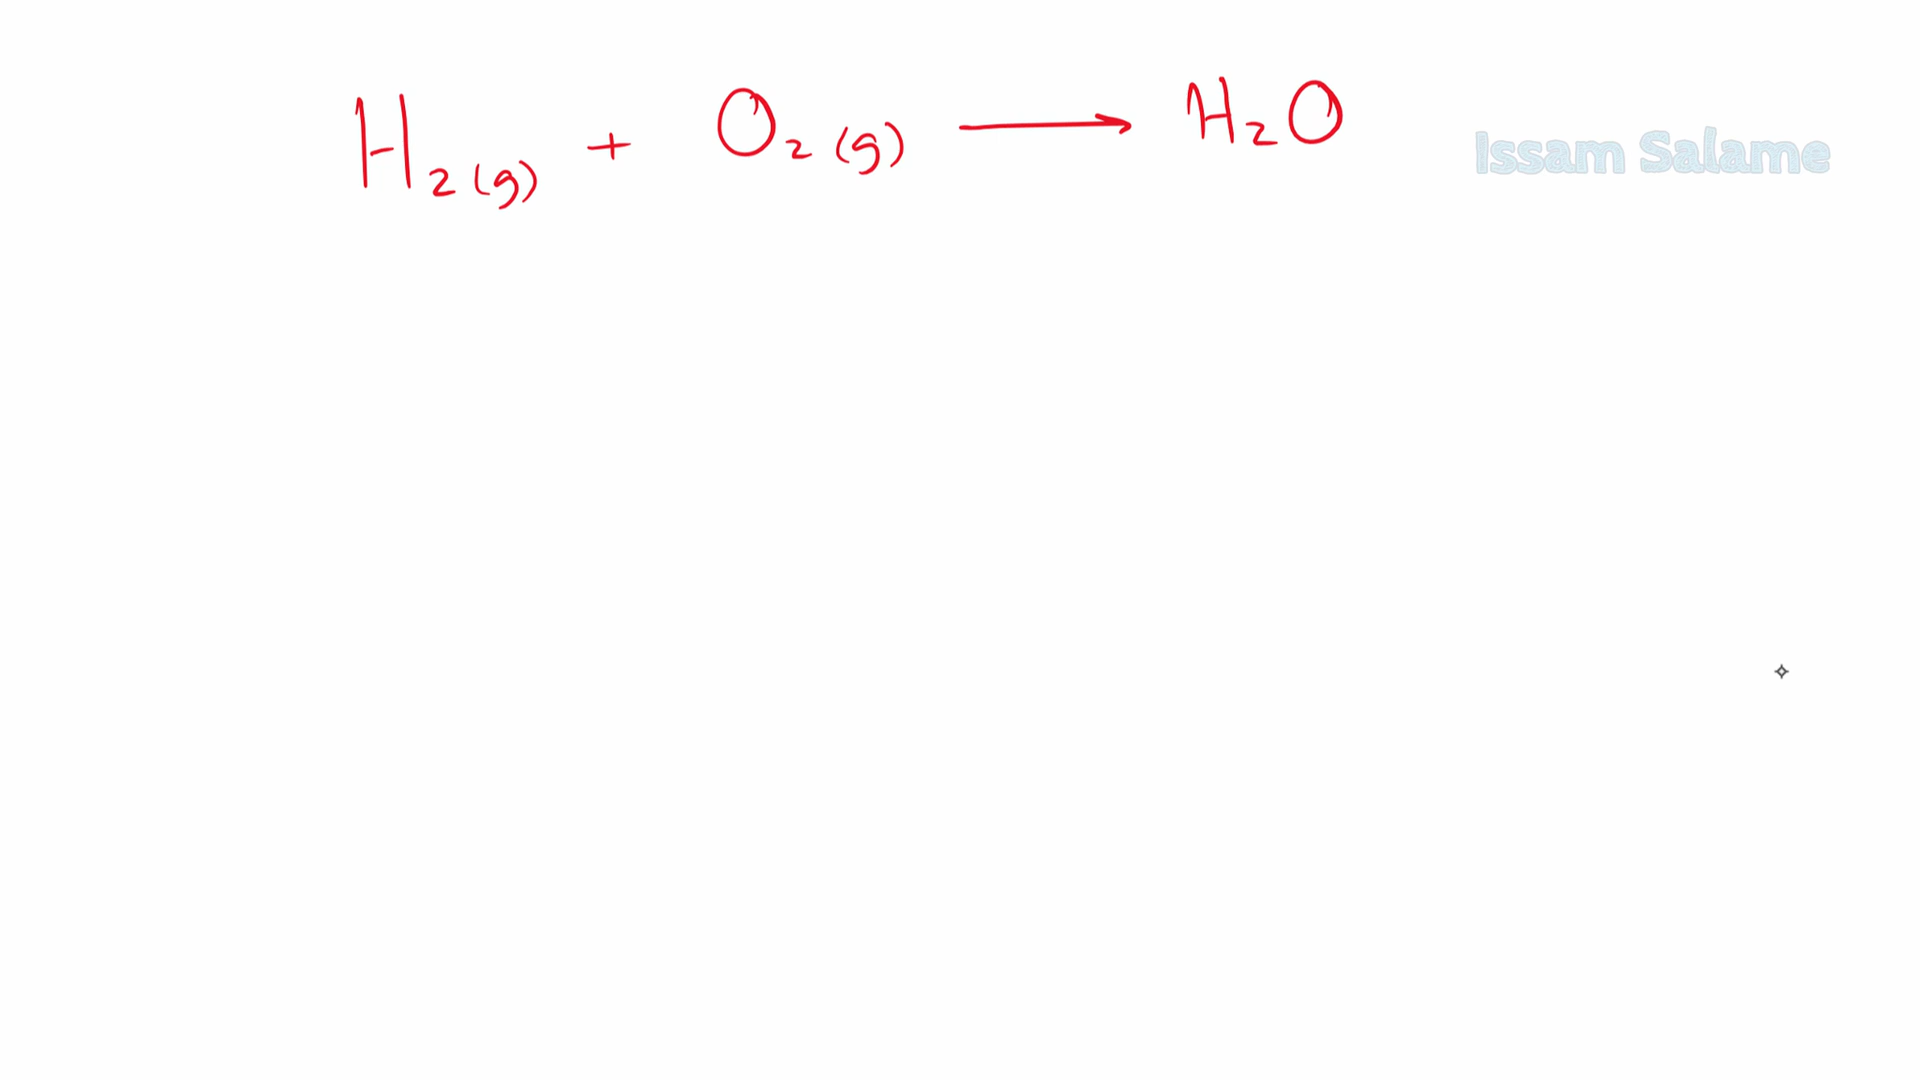 H₂(g) + O₂(g) ⟶ H₂O
Issam Salame